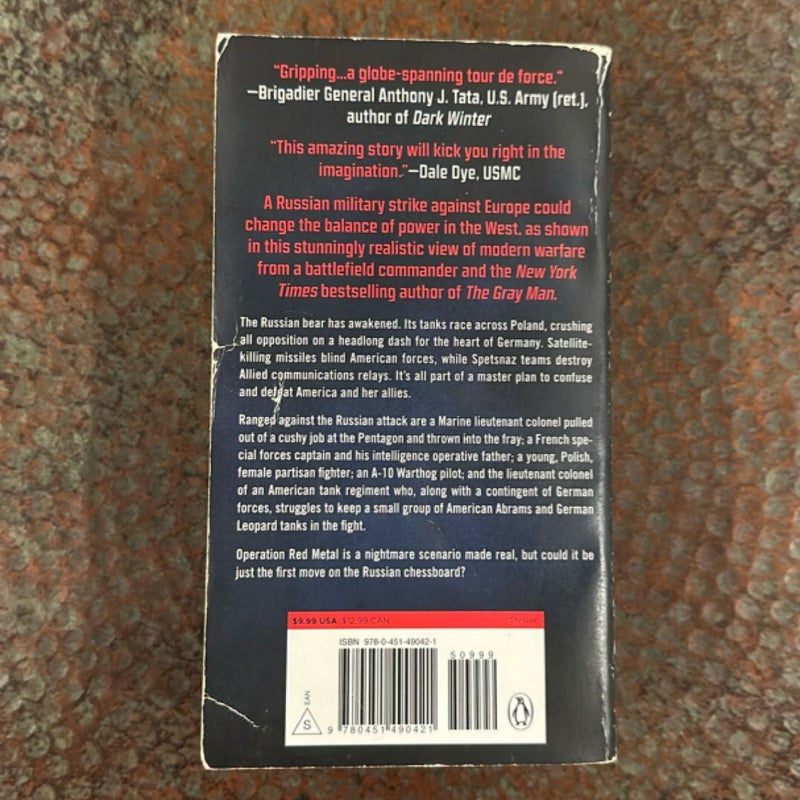 "Gripping...a globe-spanning tour de force."
—Brigadier General Anthony J. Tata, U.S. Army (ret.),
author of Dark Winter
"This amazing story will kick you right in the
imagination."—Dale Dye, USMC
A Russian military strike against Europe could
change the balance of power in the West, as shown
in this stunningly realistic view of modern warfare
from a battlefield commander and the New York
Times bestselling author of The Gray Man.
The Russian bear has awakened. Its tanks race across Poland, crushing
all opposition on a headlong dash for the heart of Germany. Satellite-
killing missiles blind American forces, while Spetsnaz teams destroy
Allied communications relays. It's all part of a master plan to confuse
and defeat America and her allies.
Ranged against the Russian attack are a Marine lieutenant colonel pulled
out of a cushy job at the Pentagon and thrown into the fray; a French spe-
cial forces captain and his intelligence operative father; a young, Polish,
female partisan fighter; an A-10 Warthog pilot; and the lieutenant colonel
of an American tank regiment who, along with a contingent of German
forces, struggles to keep a small group of American Abrams and German
Leopard tanks in the fight.
Operation Red Metal is a nightmare scenario made real, but could it be
just the first move on the Russian chessboard?
$9.99 USA $12.99 CAN Thriller
ISBN 978-0-451-49042-1
50999
EAN
S
9 780451 490421